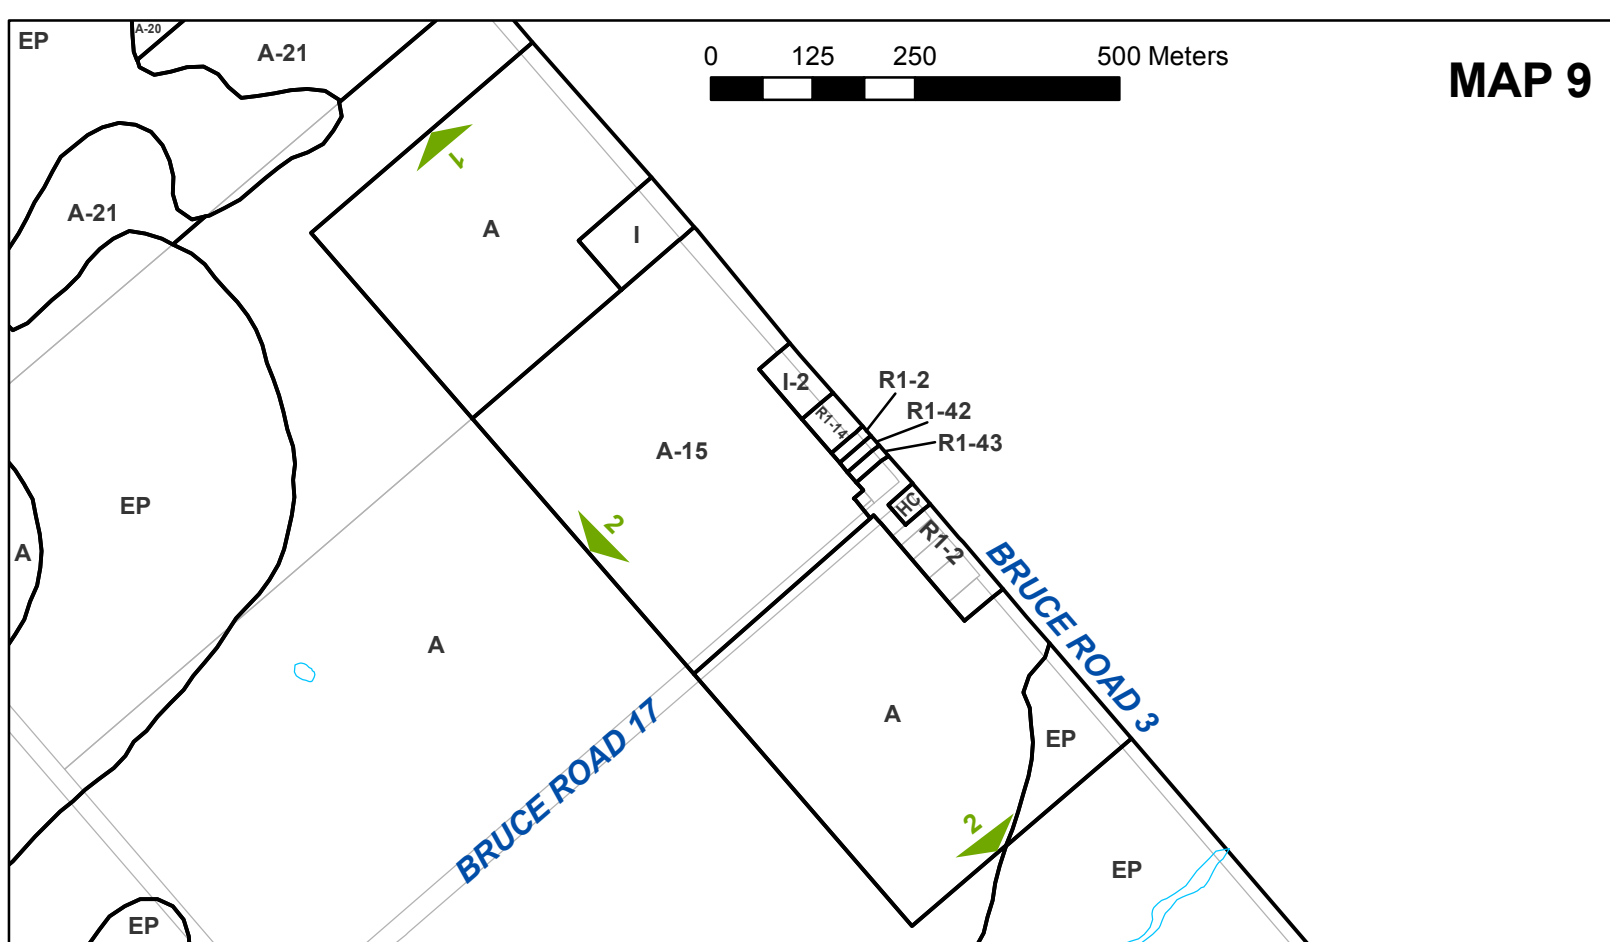 EP
A-20
A-21
0 125 250 500 Meters
MAP 9
1
A-21
A
I
I-2
R1-14
R1-2
R1-42
R1-43
A-15
HC
R1-2
EP
A
2
BRUCE ROAD 3
A
BRUCE ROAD 17
A
EP
2
EP
EP